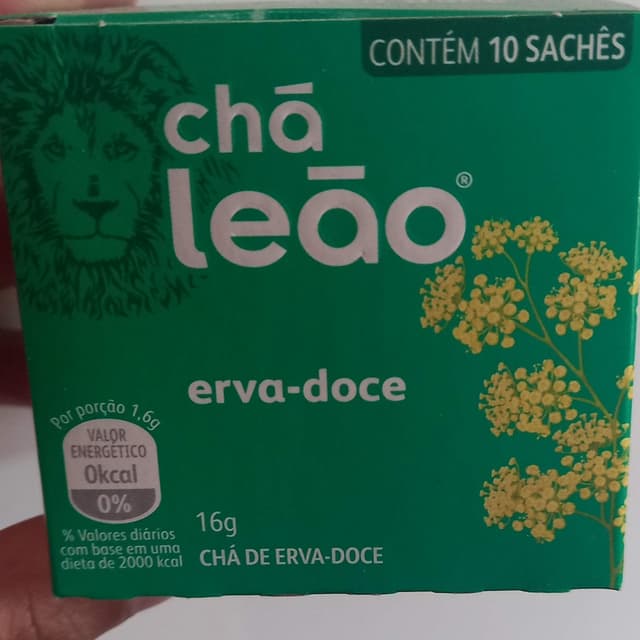 CONTÉM 10 SACHÊS
chá
leão®
erva-doce
Por porção 1,6g
VALOR
ENERGÉTICO
0kcal
0%
% Valores diários
com base em uma
dieta de 2000 kcal
16g
CHÁ DE ERVA-DOCE